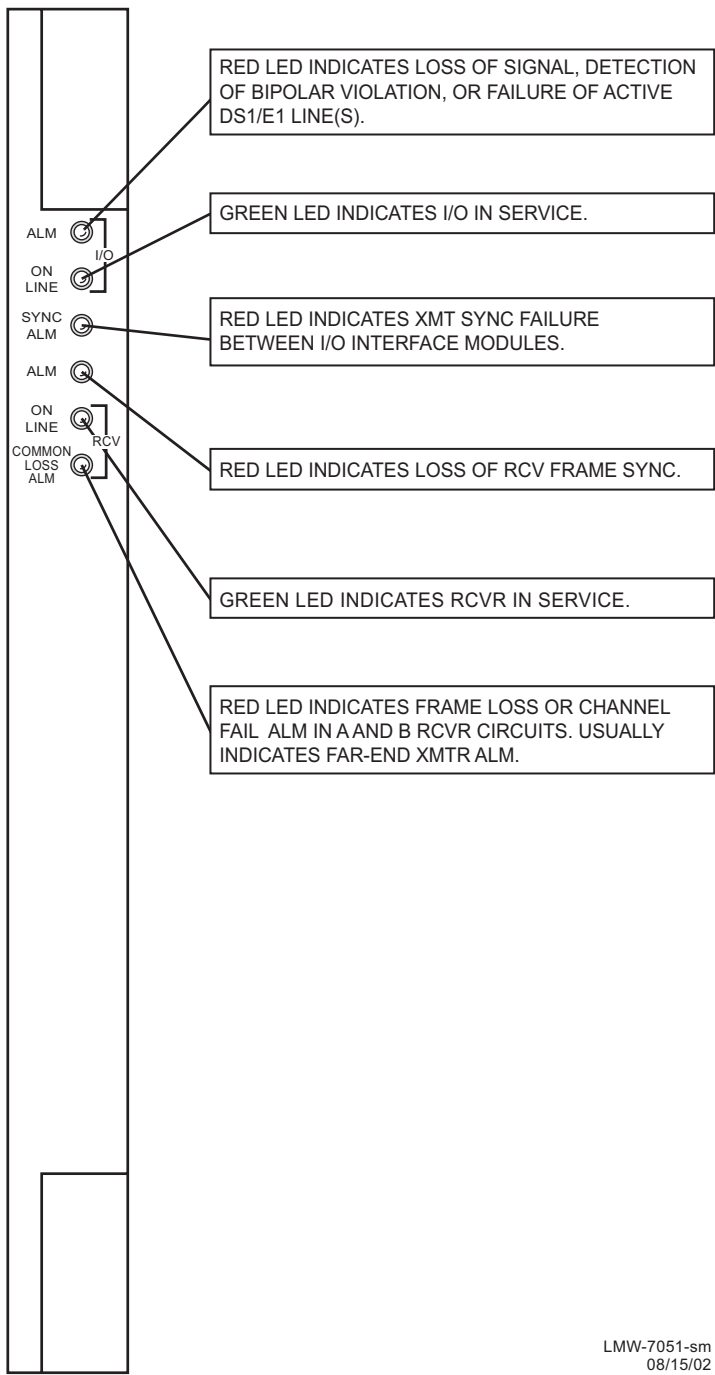 RED LED INDICATES LOSS OF SIGNAL, DETECTION
OF BIPOLAR VIOLATION, OR FAILURE OF ACTIVE
DS1/E1 LINE(S).
GREEN LED INDICATES I/O IN SERVICE.
ALM
I/O
ON
LINE
SYNC
ALM
RED LED INDICATES XMT SYNC FAILURE
BETWEEN I/O INTERFACE MODULES.
ALM
ON
LINE
RCV
COMMON
LOSS
ALM
RED LED INDICATES LOSS OF RCV FRAME SYNC.
GREEN LED INDICATES RCVR IN SERVICE.
RED LED INDICATES FRAME LOSS OR CHANNEL
FAIL ALM IN A AND B RCVR CIRCUITS. USUALLY
INDICATES FAR-END XMTR ALM.
LMW-7051-sm
08/15/02